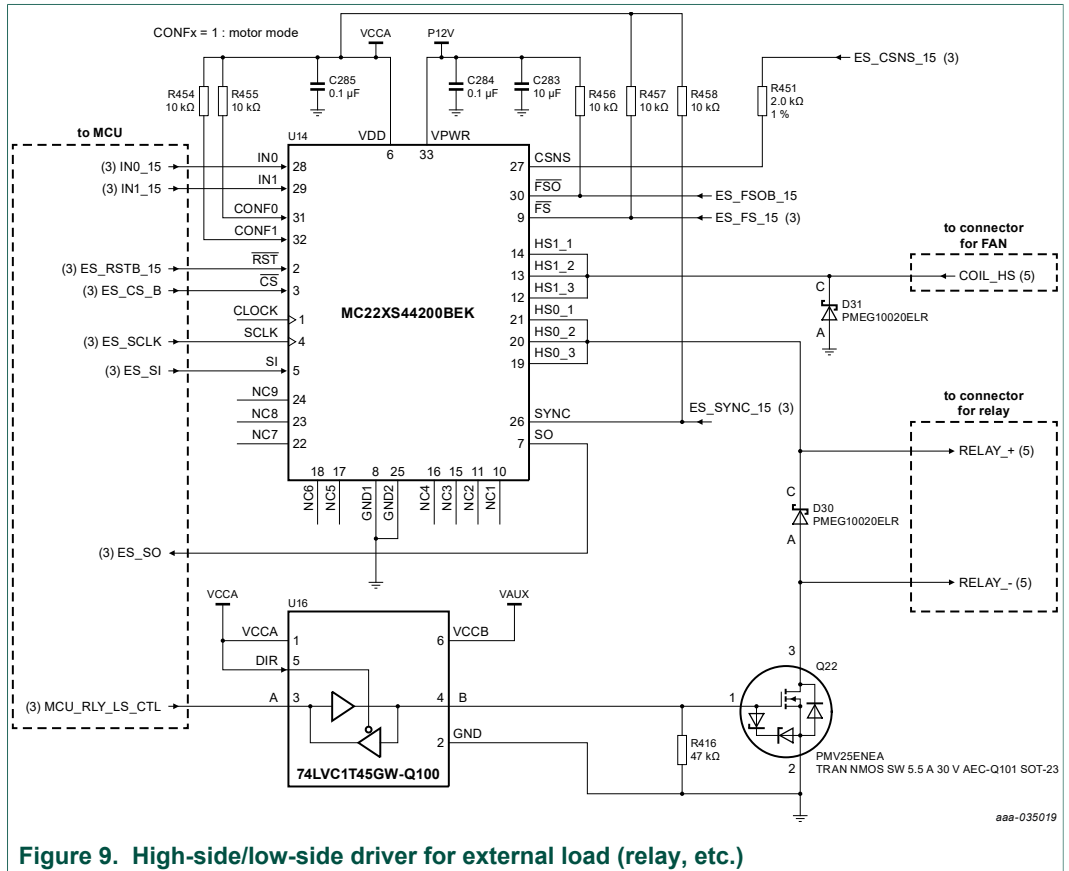 CONFx = 1 : motor mode
VCCA
P12V
ES_CSNS_15 (3)
R454
10 kΩ
R455
10 kΩ
C285
0.1 µF
C284
0.1 µF
C283
10 µF
R456
10 kΩ
R457
10 kΩ
R458
10 kΩ
R451
2.0 kΩ
1 %
to MCU
U14
VDD
6
VPWR
33
(3) IN0_15
IN0
28
(3) IN1_15
IN1
29
CONF0
31
CONF1
32
(3) ES_RSTB_15
RST
2
(3) ES_CS_B
CS
3
CLOCK
1
(3) ES_SCLK
SCLK
4
(3) ES_SI
SI
5
NC9
24
NC8
23
NC7
22
MC22XS44200BEK
27
CSNS
30
FSO
ES_FSOB_15
9
FS
ES_FS_15 (3)
14
HS1_1
13
HS1_2
12
HS1_3
21
HS0_1
20
HS0_2
19
HS0_3
26
SYNC
ES_SYNC_15 (3)
7
SO
to connector
for FAN
COIL_HS (5)
C
D31
PMEG10020ELR
A
18
17
8
25
16
15
11
10
NC6
NC5
GND1
GND2
NC4
NC3
NC2
NC1
to connector
for relay
RELAY_+ (5)
C
D30
PMEG10020ELR
A
RELAY_- (5)
(3) ES_SO
VCCA
U16
VAUX
VCCA
1
6
VCCB
DIR
5
(3) MCU_RLY_LS_CTL
A
3
4
B
2
GND
74LVC1T45GW-Q100
R416
47 kΩ
3
Q22
1
2
PMV25ENEA
TRAN NMOS SW 5.5 A 30 V AEC-Q101 SOT-23
aaa-035019
Figure 9. High-side/low-side driver for external load (relay, etc.)